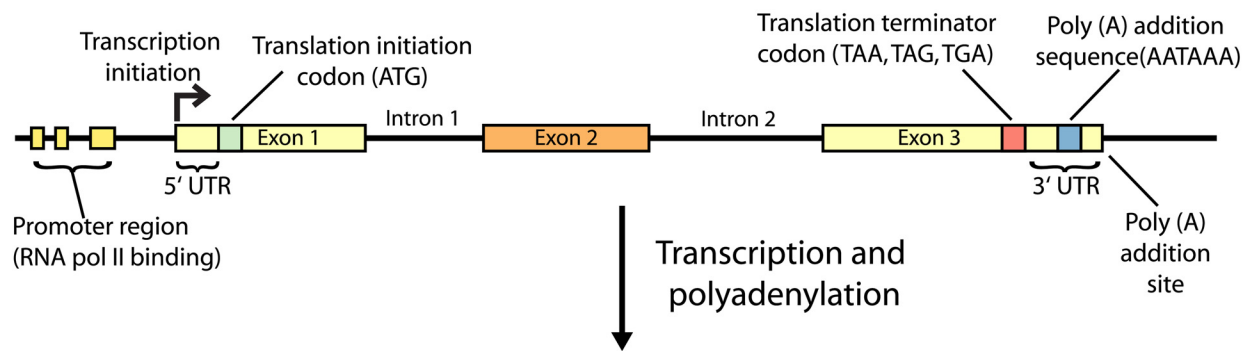 Transcription
initiation
Translation initiation
codon (ATG)
Translation terminator
codon (TAA, TAG, TGA)
Poly (A) addition
sequence(AATAAA)
Exon 1
Intron 1
Exon 2
Intron 2
Exon 3
5' UTR
3' UTR
Promoter region
(RNA pol II binding)
Poly (A)
addition
site
Transcription and
polyadenylation